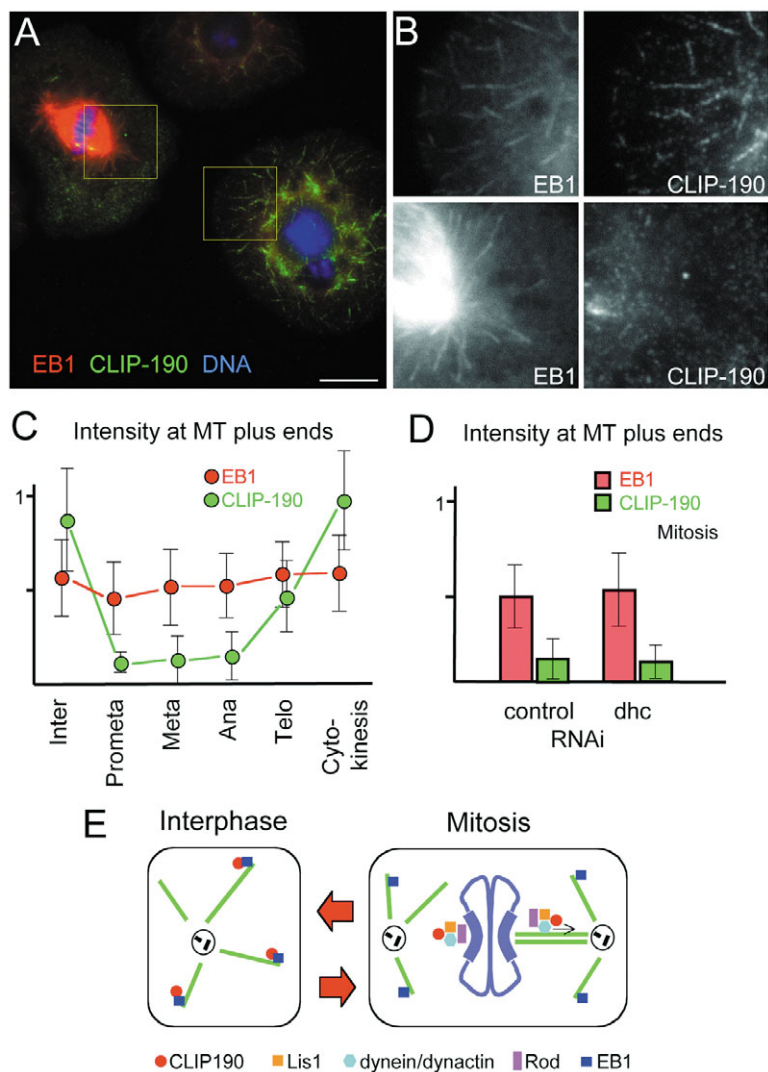 A
EB1 CLIP-190 DNA
B
EB1
CLIP-190
EB1
CLIP-190
C
Intensity at MT plus ends
1
EB1
CLIP-190
Inter
Prometa
Meta
Ana
Telo
Cyto-
kinesis
D
Intensity at MT plus ends
1
EB1
CLIP-190
Mitosis
control dhc
RNAi
E
Interphase
Mitosis
CLIP190 Lis1 dynein/dynactin Rod EB1